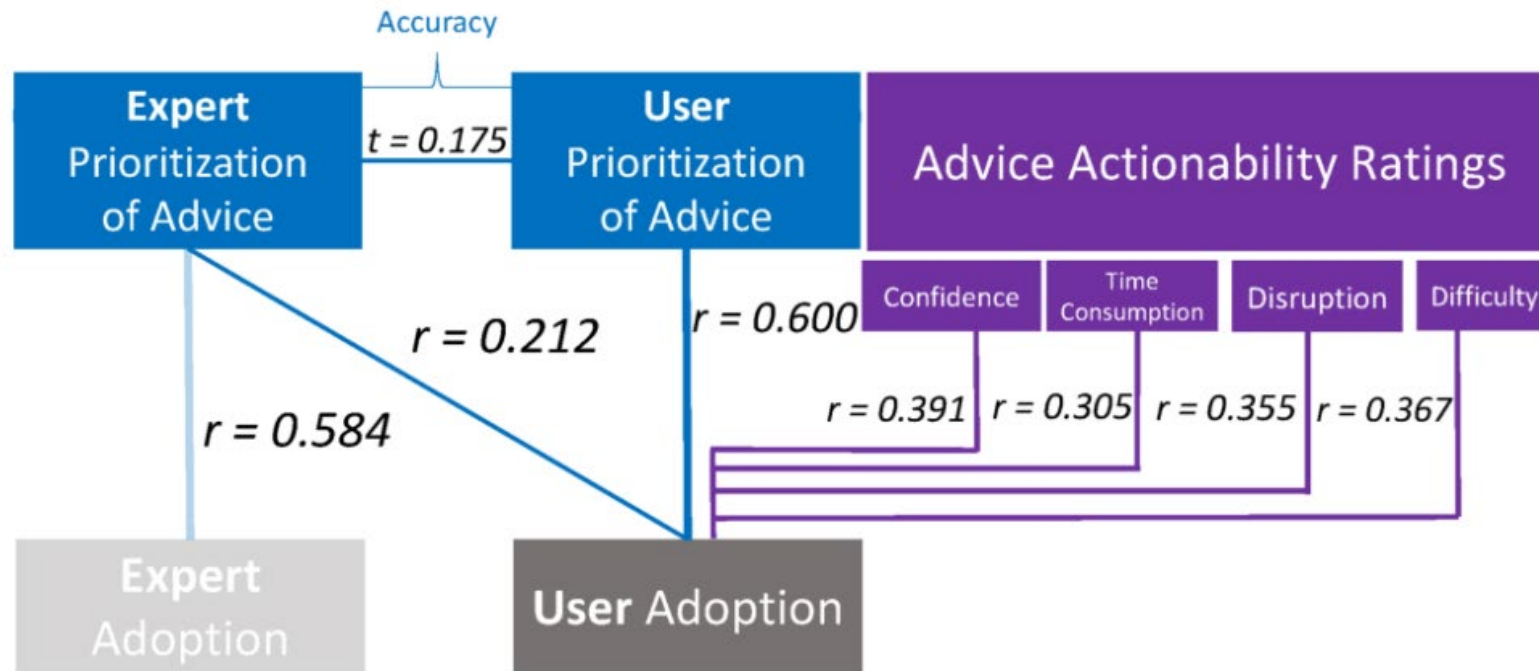 Accuracy
Expert
Prioritization
of Advice
t = 0.175
User
Prioritization
of Advice
Advice Actionability Ratings
Confidence
Time
Consumption
Disruption
Difficulty
r = 0.584
r = 0.212
r = 0.600
r = 0.391
r = 0.305
r = 0.355
r = 0.367
Expert
Adoption
User Adoption